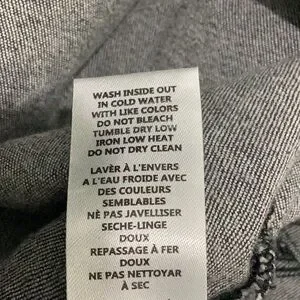 WASH INSIDE OUT
IN COLD WATER
WITH LIKE COLORS
DO NOT BLEACH
TUMBLE DRY LOW
IRON LOW HEAT
DO NOT DRY CLEAN
LAVÈR À L'ENVERS
A L'EAU FROIDE AVEC
DES COULEURS
SEMBLABLES
NÈ PAS JAVELLISER
SECHE-LINGE
DOUX
REPASSAGE À FER
DOUX
NE PAS NETTOYAR
À SEC